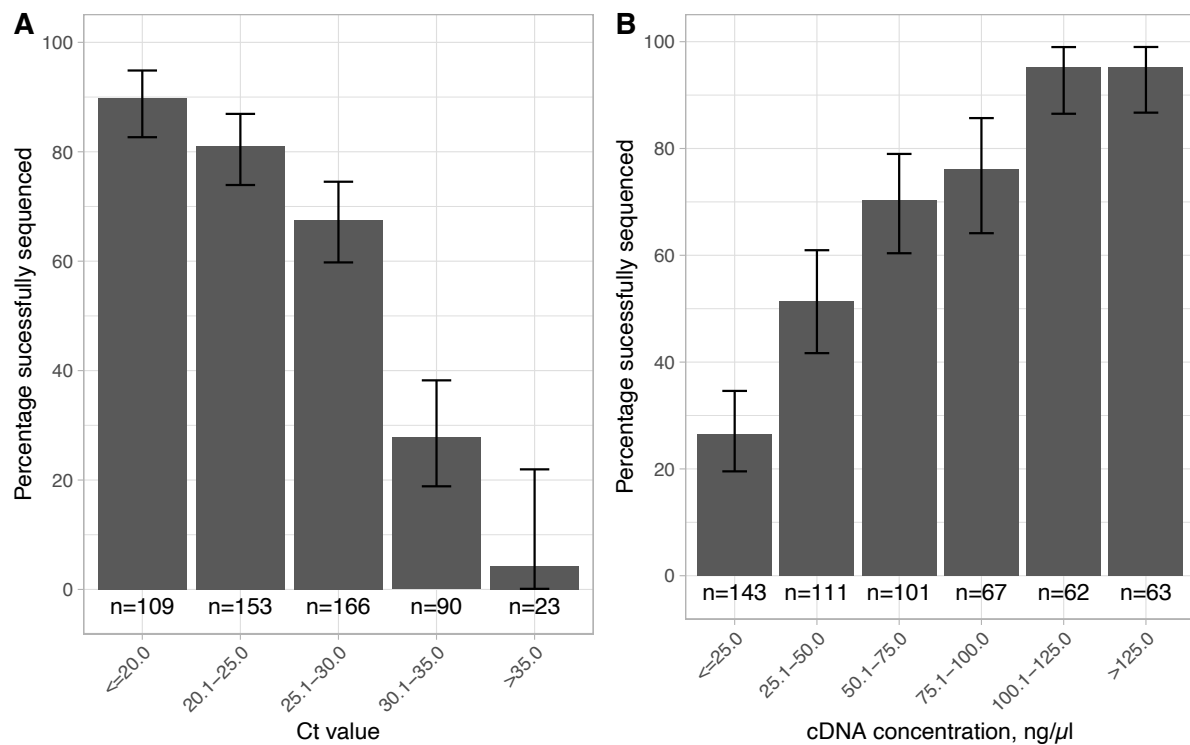 A
Percentage sucessfully sequenced
100
80
60
40
20
0
n=109 n=153 n=166 n=90 n=23
<=20.0 20.1−25.0 25.1−30.0 30.1−35.0 >35.0
Ct value
B
Percentage sucessfully sequenced
100
80
60
40
20
0
n=143 n=111 n=101 n=67 n=62 n=63
<=25.0 25.1−50.0 50.1−75.0 75.1−100.0 100.1−125.0 >125.0
cDNA concentration, ng/µl